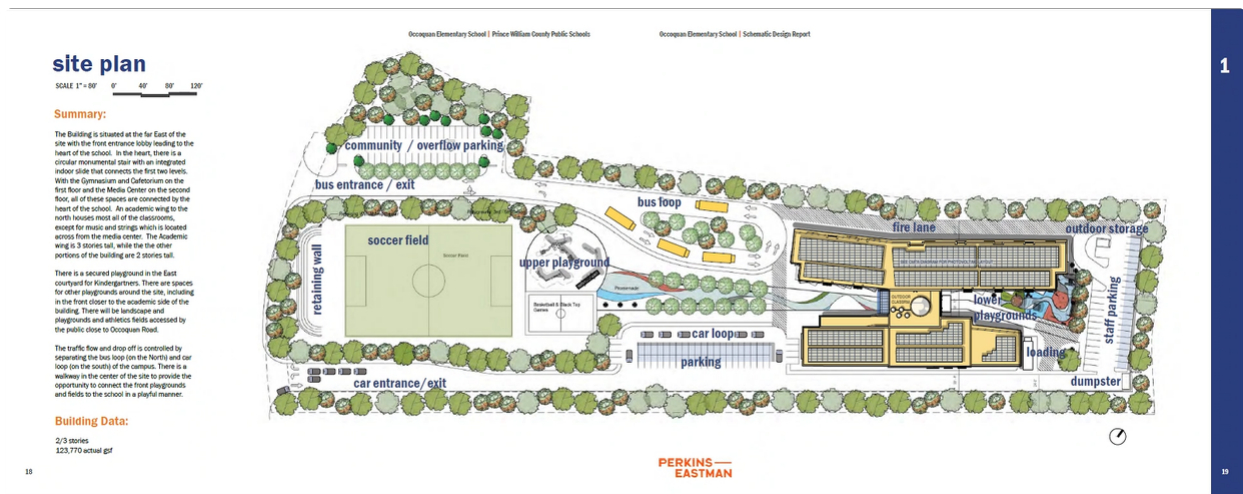 Occoquan Elementary School | Prince William County Public Schools
Occoquan Elementary School | Schematic Design Report
1
site plan
SCALE 1" = 80'
0' 40' 80' 120'
Summary:
The Building is situated at the far East of the
site with the front entrance lobby leading to the
heart of the school. In the heart, there is a
circular monumental stair with an integrated
indoor slide that connects the first two levels.
With the Gymnasium and Cafetorium on the
first floor and the Media Center on the second
floor, all of these spaces are connected by the
heart of the school. An academic wing to the
north houses most all of the classrooms,
except for music and strings which is located
across from the media center. The Academic
wing is 3 stories tall, while the the other
portions of the building are 2 stories tall.
There is a secured playground in the East
courtyard for Kindergartners. There are spaces
for other playgrounds around the site, including
in the front closer to the academic side of the
building. There will be landscape and
playgrounds and athletics fields accessed by
the public close to Occoquan Road.
The traffic flow and drop off is controlled by
separating the bus loop (on the North) and car
loop (on the south) of the campus. There is a
walkway in the center of the site to provide the
opportunity to connect the front playgrounds
and fields to the school in a playful manner.
Building Data:
2/3 stories
123,770 actual gsf
community / overflow parking
bus entrance / exit
bus loop
fire lane
outdoor storage
soccer field
Soccer Field
upper playground
retaining wall
Promenade
Basketball & Black Top
Games
OUTDOOR
CLASSROOM
lower
playgrounds
staff parking
car loop
parking
loading
car entrance/exit
dumpster
PERKINS—
EASTMAN
18
19